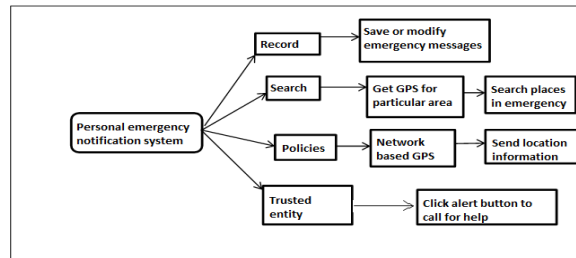 Record
Save or modify
emergency messages
Search
Get GPS for
particular area
Search places
in emergency
Personal emergency
notification system
Policies
Network
based GPS
Send location
information
Trusted
entity
Click alert button to
call for help